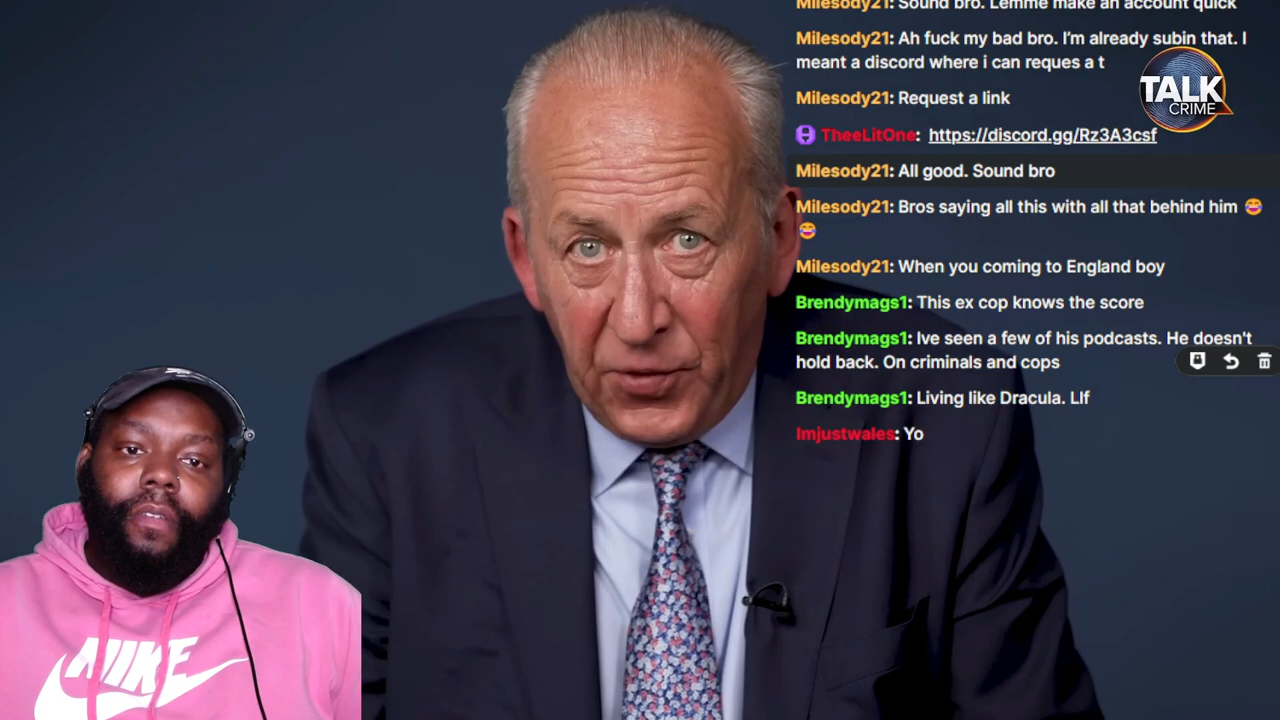 Milesody21: Sound bro. Lemme make an account quick
Milesody21: Ah fuck my bad bro. I'm already subin that. I
meant a discord where i can reques a t
TALK
CRIME
Milesody21: Request a link
TheeLitOne: https://discord.gg/Rz3A3csf
Milesody21: All good. Sound bro
Milesody21: Bros saying all this with all that behind him 😂
😂
Milesody21: When you coming to England boy
Brendymags1: This ex cop knows the score
Brendymags1: Ive seen a few of his podcasts. He doesn't
hold back. On criminals and cops
Brendymags1: Living like Dracula. Llf
Imjustwales: Yo
NIKE